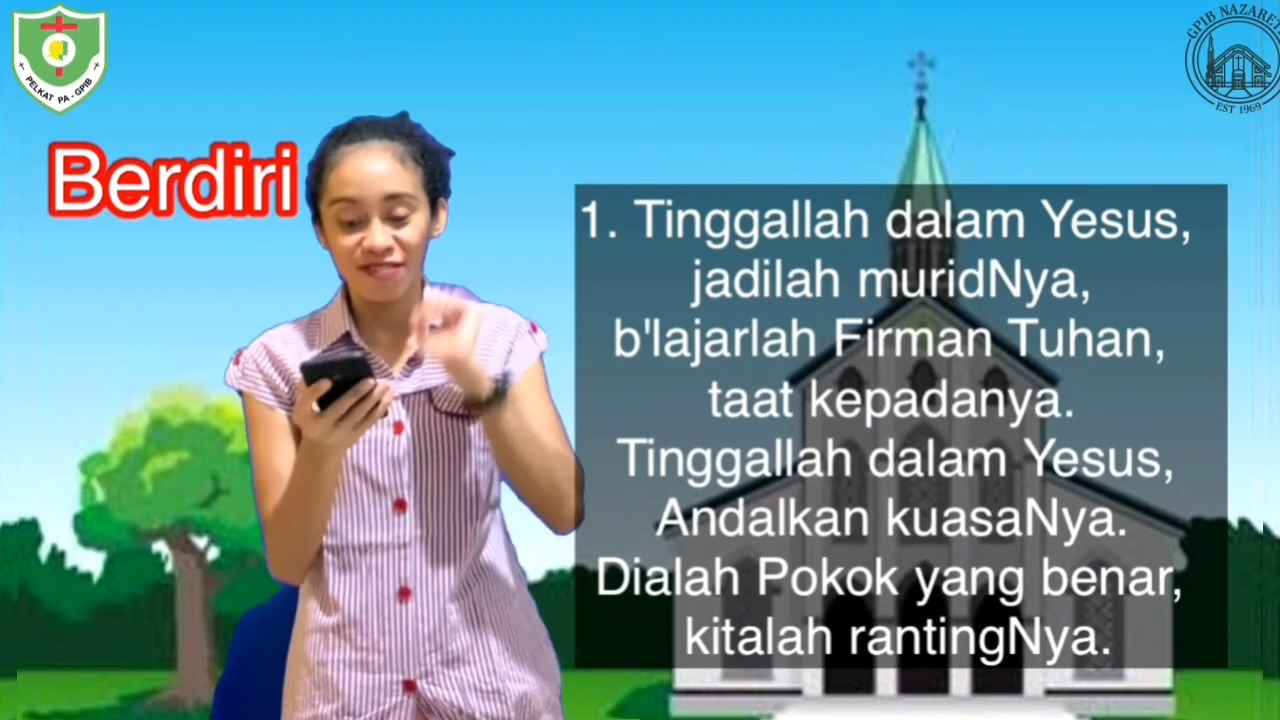 PELKAT PA - GPIB
GPIB NAZARET
EST 1969
Berdiri
1. Tinggallah dalam Yesus,
jadilah muridNya,
b'lajarlah Firman Tuhan,
taat kepadanya.
Tinggallah dalam Yesus,
Andalkan kuasaNya.
Dialah Pokok yang benar,
kitalah rantingNya.